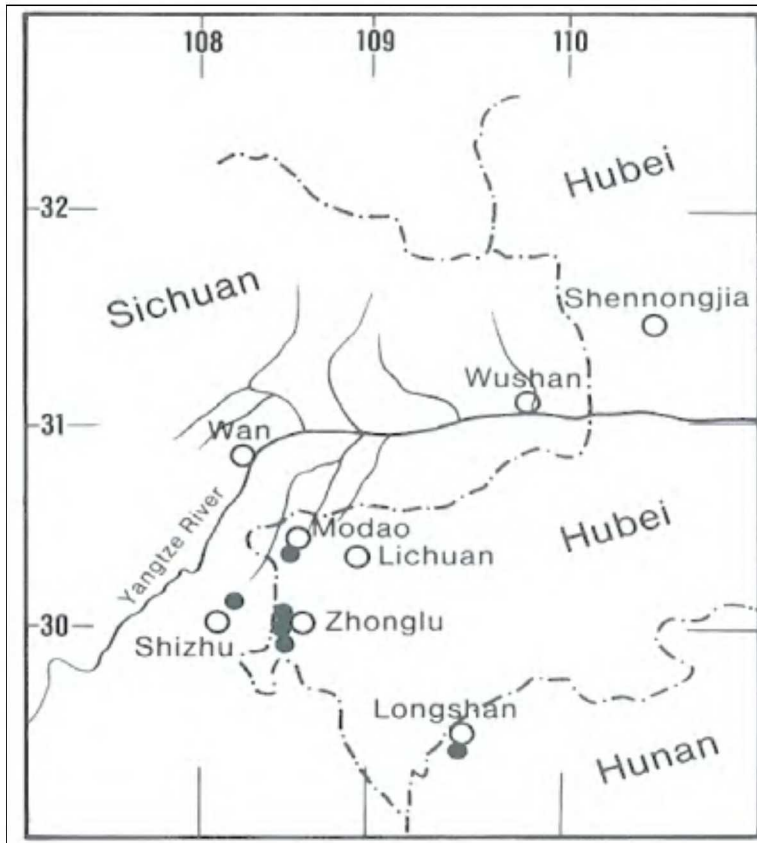 108 109 110
Hubei
32
Sichuan
Shennongjia
Wushan
31
Wan
Hubei
Modao
Lichuan
Yangtze River
30
Zhonglu
Shizhu
Longshan
Hunan